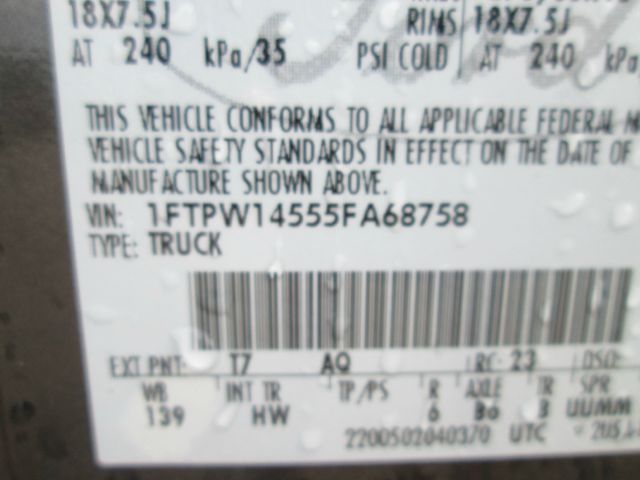 18X7.5J RIMS 18X7.5J
AT 240 kPa/35 PSI COLD AT 240 kPa
THIS VEHICLE CONFORMS TO ALL APPLICABLE FEDERAL
VEHICLE SAFETY STANDARDS IN EFFECT ON THE DATE OF
MANUFACTURE SHOWN ABOVE.
VIN: 1FTPW14555FA68758
TYPE: TRUCK
EXT PNT: T7 AQ RC: 23 DSO:
WB INT TR TP/PS R AXLE TR SPR
139 HW 6 B6 3 UUMM
2200502040370 UTC